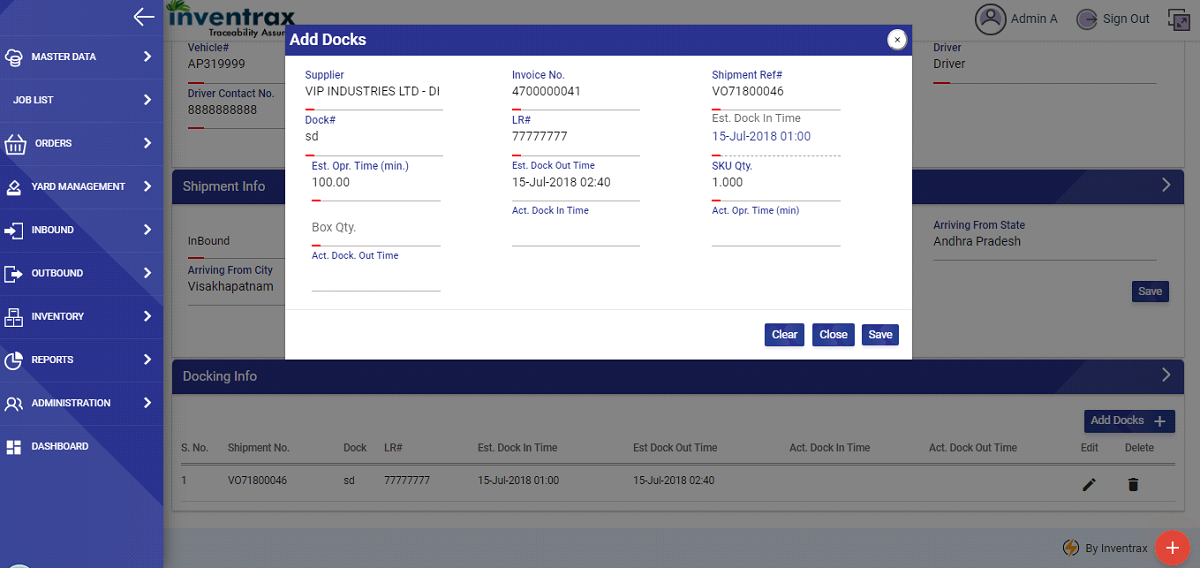 inventrax
Traceability Assur
Admin A
Sign Out
MASTER DATA
JOB LIST
ORDERS
YARD MANAGEMENT
INBOUND
OUTBOUND
INVENTORY
REPORTS
ADMINISTRATION
DASHBOARD
Vehicle#
AP319999
Driver
Driver
Driver Contact No.
8888888888
Add Docks
×
Supplier
VIP INDUSTRIES LTD - DI
Invoice No.
4700000041
Shipment Ref#
VO71800046
Dock#
sd
LR#
77777777
Est. Dock In Time
15-Jul-2018 01:00
Est. Opr. Time (min.)
100.00
Est. Dock Out Time
15-Jul-2018 02:40
SKU Qty.
1.000
Box Qty.
Act. Dock In Time
Act. Opr. Time (min)
Act. Dock. Out Time
Clear Close Save
Shipment Info
InBound
Arriving From State
Andhra Pradesh
Arriving From City
Visakhapatnam
Save
Docking Info
Add Docks +
S. No. Shipment No. Dock LR# Est. Dock In Time Est Dock Out Time Act. Dock In Time Act. Dock Out Time Edit Delete
1 VO71800046 sd 77777777 15-Jul-2018 01:00 15-Jul-2018 02:40
By Inventrax
+